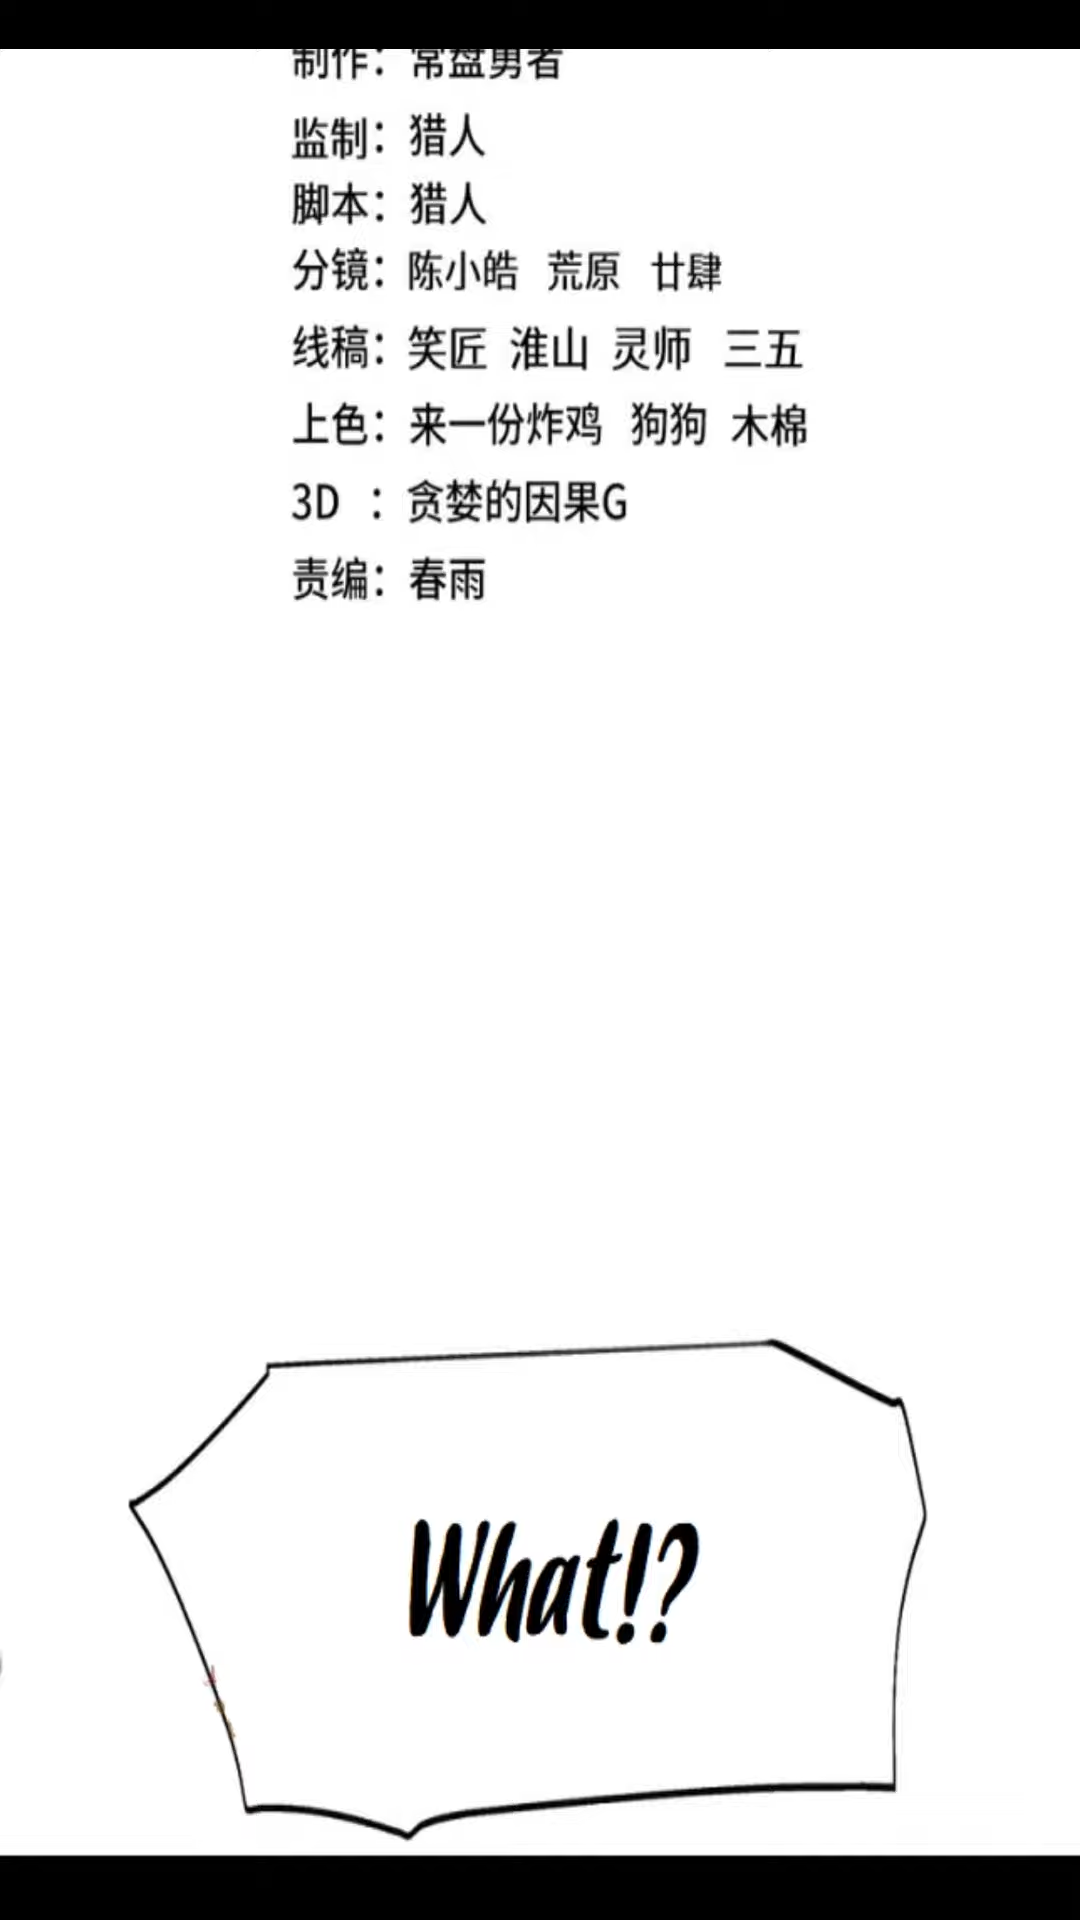 制作：常盘勇者
监制：猎人
脚本：猎人
分镜：陈小皓 荒原 廿肆
线稿：笑匠 淮山 灵师 三五
上色：来一份炸鸡 狗狗 木棉
3D ：贪婪的因果G
责编：春雨
What!?